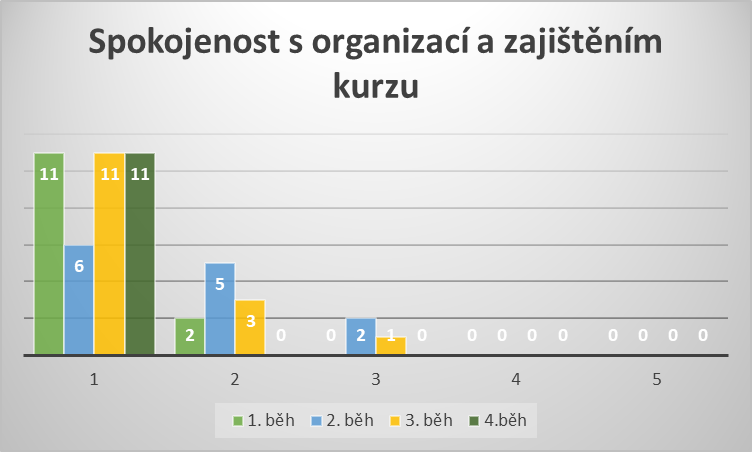 Spokojenost s organizací a zajištěním
kurzu
11 6 11 11 2 5 3 0 0 2 1 0 0 0 0 0 0 0 0 0
1 2 3 4 5
1. běh 2. běh 3. běh 4.běh